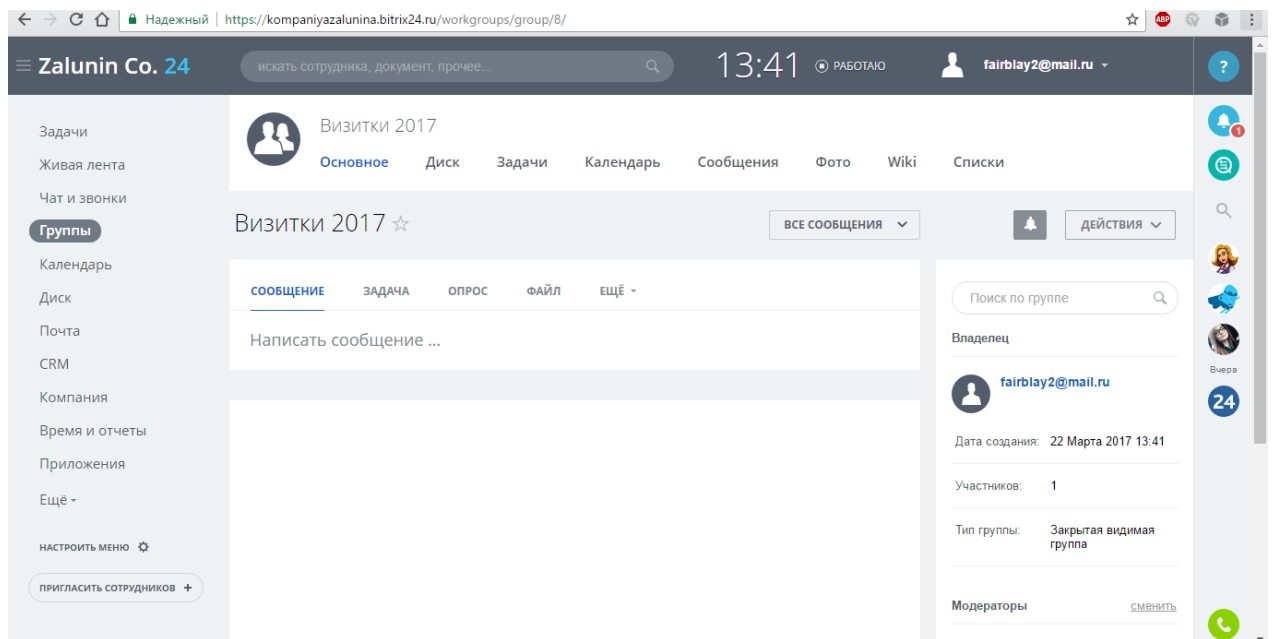 Надежный https://kompaniyazalunina.bitrix24.ru/workgroups/group/8/
ABP
Zalunin Co. 24
искать сотрудника, документ, прочее...
13:41 РАБОТАЮ
fairblay2@mail.ru
?
Задачи
Живая лента
Чат и звонки
Группы
Календарь
Диск
Почта
CRM
Компания
Время и отчеты
Приложения
Ещё
НАСТРОИТЬ МЕНЮ
ПРИГЛАСИТЬ СОТРУДНИКОВ +
Визитки 2017
Основное Диск Задачи Календарь Сообщения Фото Wiki Списки
Визитки 2017
ВСЕ СООБЩЕНИЯ
ДЕЙСТВИЯ
СООБЩЕНИЕ ЗАДАЧА ОПРОС ФАЙЛ ЕЩЁ
Написать сообщение ...
Поиск по группе
Владелец
fairblay2@mail.ru
Дата создания: 22 Марта 2017 13:41
Участников: 1
Тип группы: Закрытая видимая
группа
Модераторы сменить
1
Вчера
24